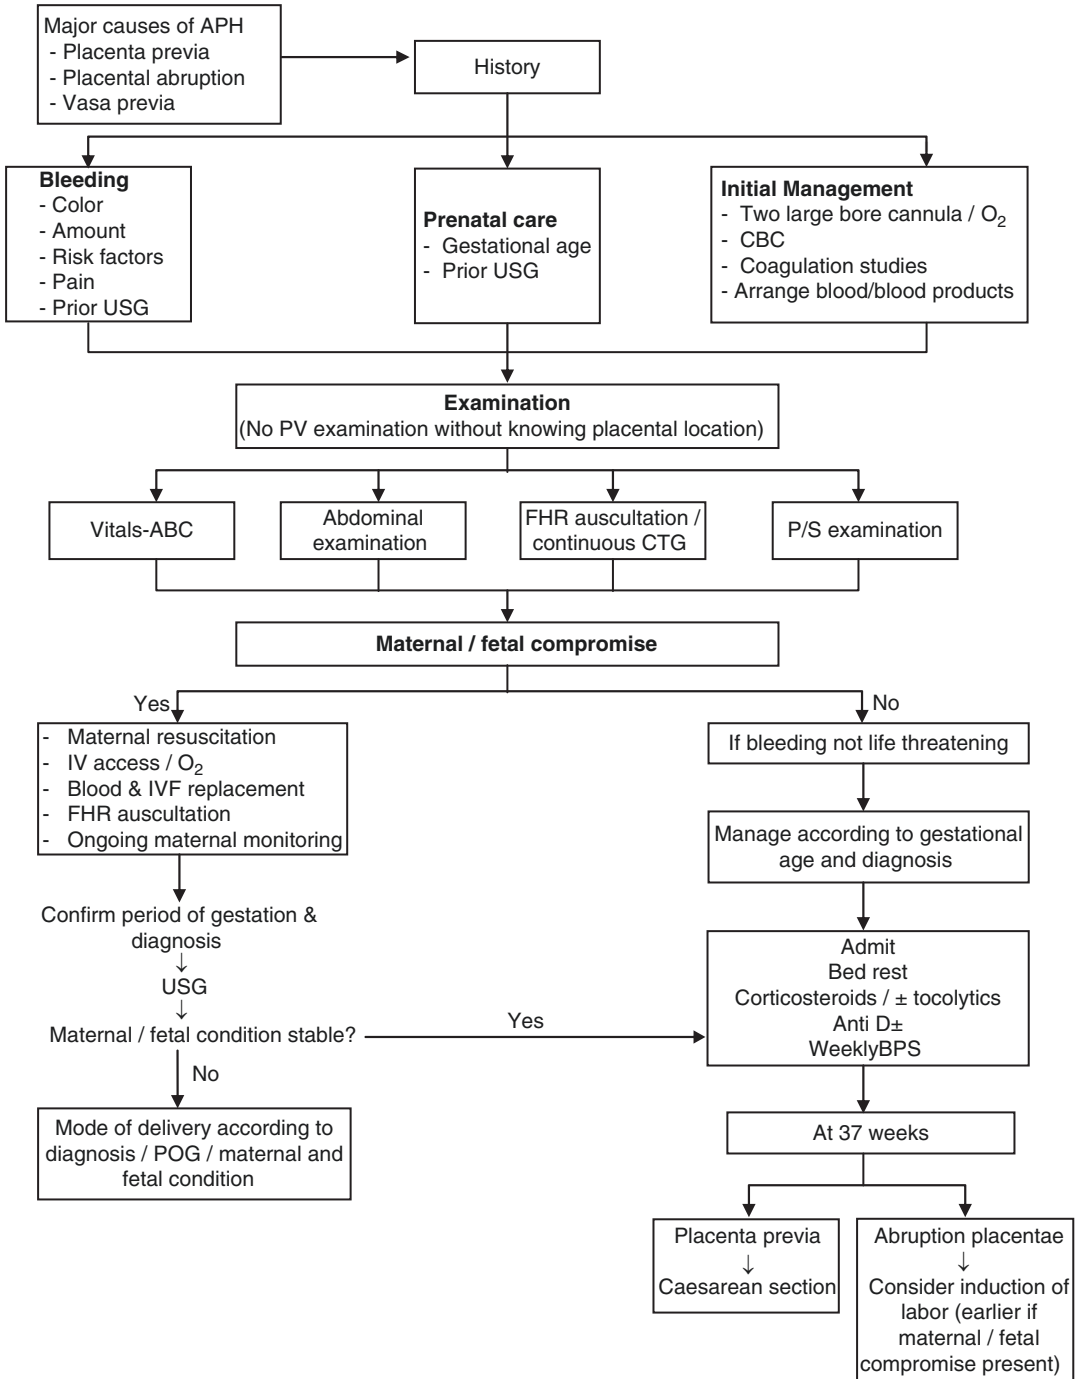 Major causes of APH
- Placenta previa
- Placental abruption
- Vasa previa
History
Bleeding
- Color
- Amount
- Risk factors
- Pain
- Prior USG
Prenatal care
- Gestational age
- Prior USG
Initial Management
- Two large bore cannula / O₂
- CBC
- Coagulation studies
- Arrange blood/blood products
Examination
(No PV examination without knowing placental location)
Vitals-ABC
Abdominal
examination
FHR auscultation /
continuous CTG
P/S examination
Maternal / fetal compromise
Yes
No
- Maternal resuscitation
- IV access / O₂
- Blood & IVF replacement
- FHR auscultation
- Ongoing maternal monitoring
If bleeding not life threatening
Manage according to gestational
age and diagnosis
Confirm period of gestation &
diagnosis
↓
USG
↓
Maternal / fetal condition stable?
Yes
No
Admit
Bed rest
Corticosteroids / ± tocolytics
Anti D±
WeeklyBPS
Mode of delivery according to
diagnosis / POG / maternal and
fetal condition
At 37 weeks
Placenta previa
↓
Caesarean section
Abruption placentae
↓
Consider induction of
labor (earlier if
maternal / fetal
compromise present)